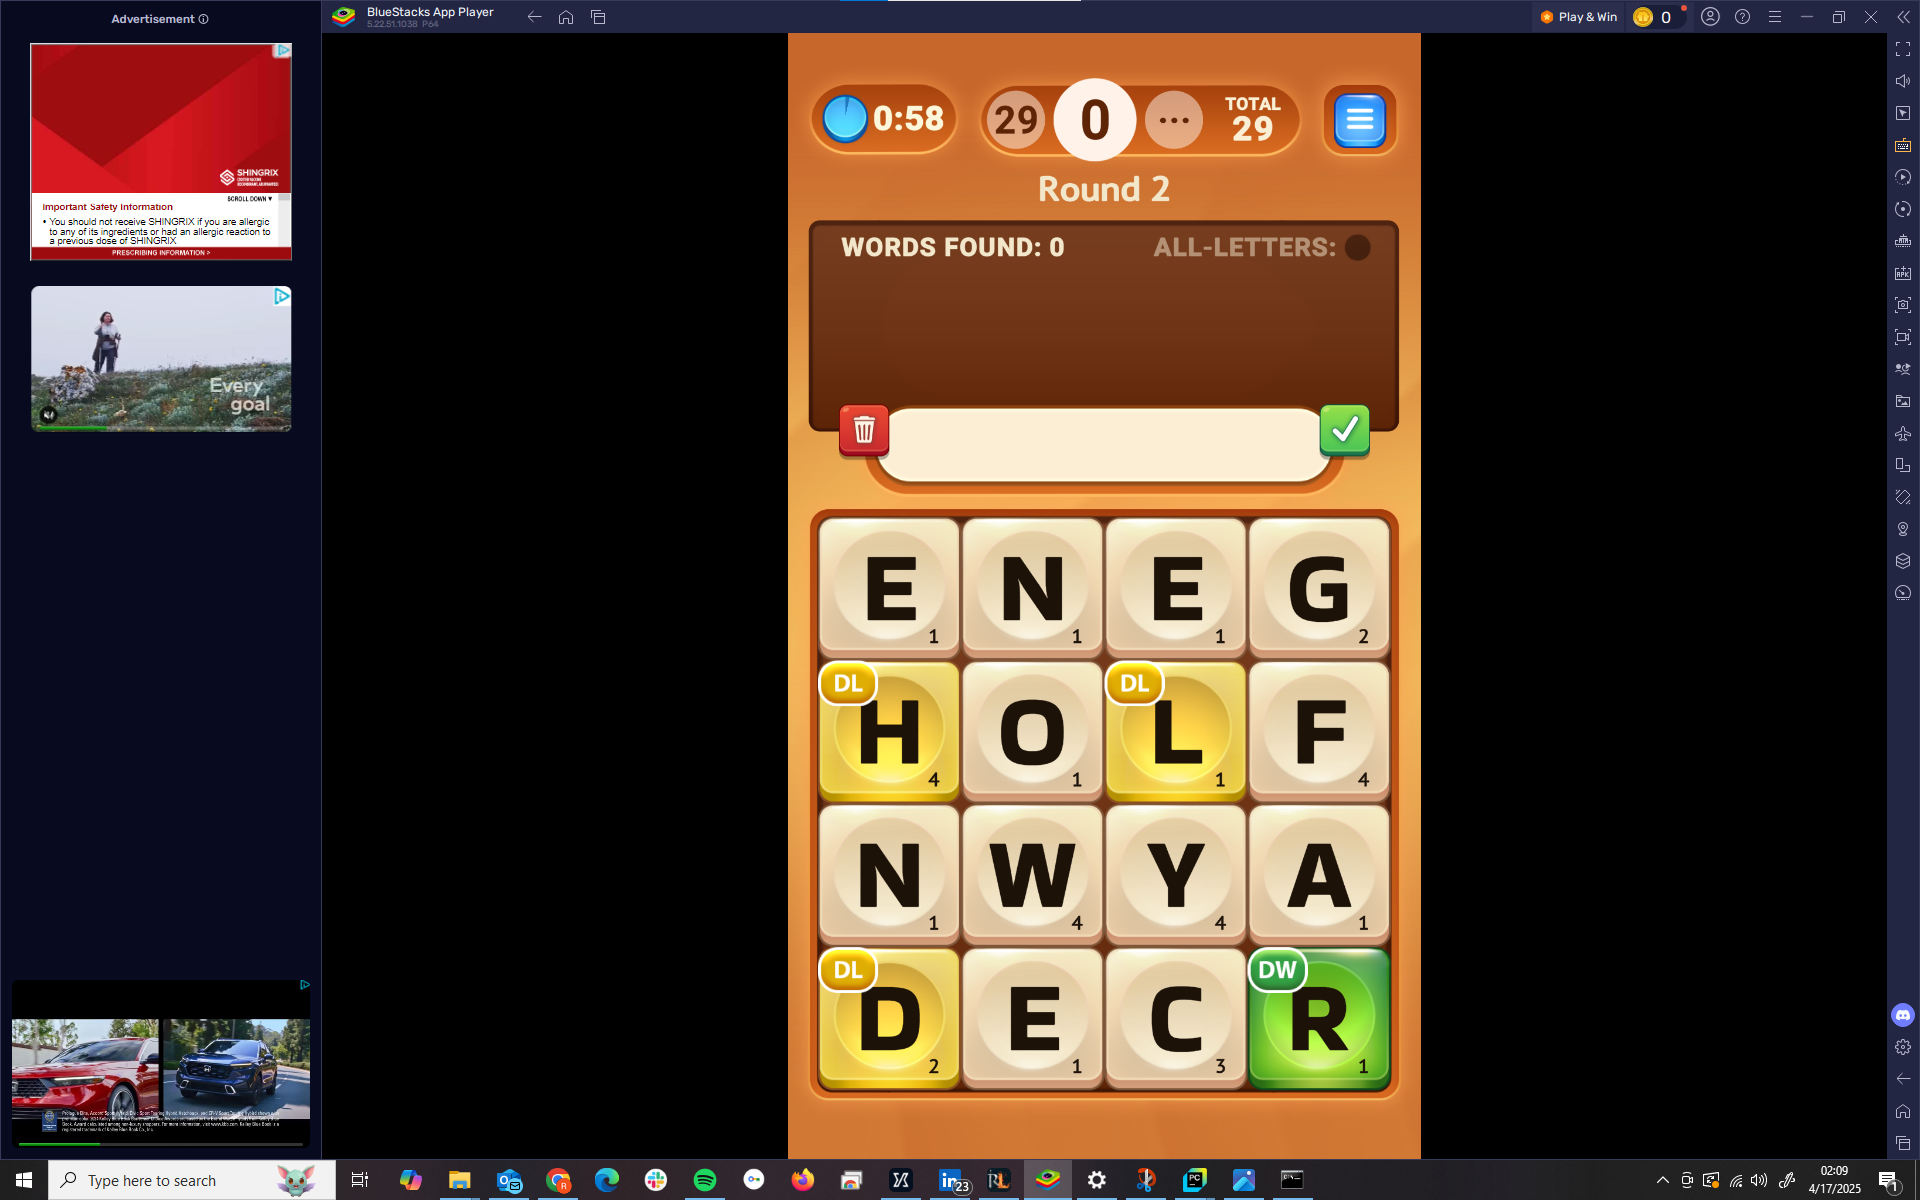 Advertisement
BlueStacks App Player
5.22.51.1038 P64
Play & Win
0
SHINGRIX
SCROLL DOWN ▼
Important Safety Information
• You should not receive SHINGRIX if you are allergic
to any of its ingredients or had an allergic reaction to
a previous dose of SHINGRIX
PRESCRIBING INFORMATION >
Every
goal
0:58
29
0
...
TOTAL
29
Round 2
WORDS FOUND: 0
ALL-LETTERS:
E 1
N 1
E 1
G 2
DL H 4
O 1
DL L 1
F 4
N 1
W 4
Y 4
A 1
DL D 2
E 1
C 3
DW R 1
APK
Type here to search
23
RL
PC
02:09
4/17/2025
1